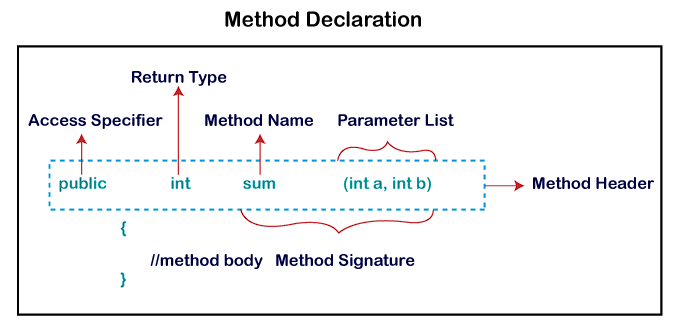 Method Declaration
Return Type
Access Specifier Method Name Parameter List
public int sum (int a, int b) Method Header
{
//method body Method Signature
}